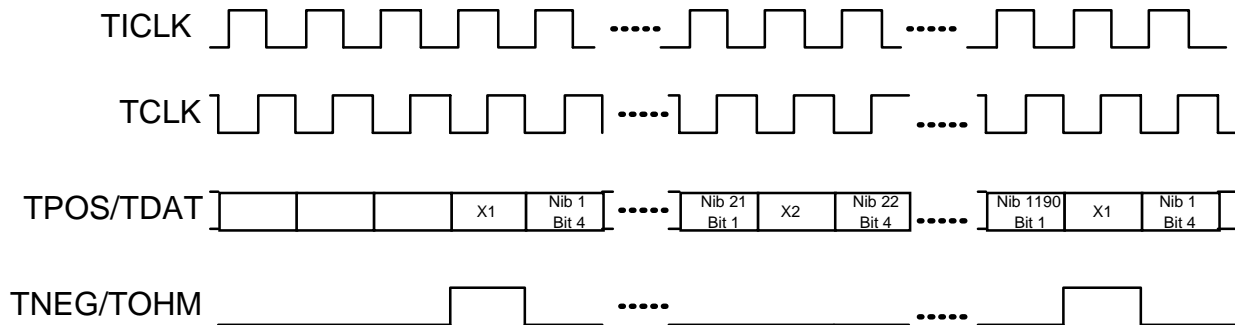 TICLK
TCLK
TPOS/TDAT
X1
Nib 1
Bit 4
Nib 21
Bit 1
X2
Nib 22
Bit 4
Nib 1190
Bit 1
X1
Nib 1
Bit 4
TNEG/TOHM